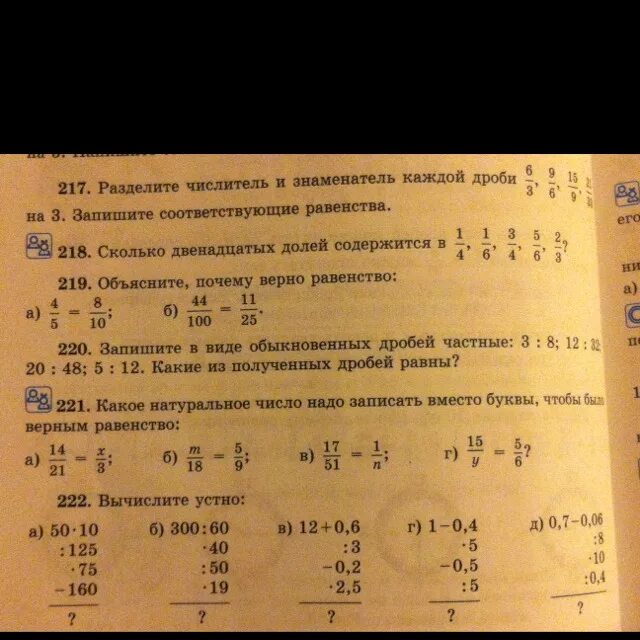 217. Разделите числитель и знаменатель каждой дроби 6/3, 9/6, 15/9,
на 3. Запишите соответствующие равенства.
218. Сколько двенадцатых долей содержится в 1/4, 1/6, 3/4, 5/6, 2/3?
219. Объясните, почему верно равенство:
а) 4/5 = 8/10; б) 44/100 = 11/25.
220. Запишите в виде обыкновенных дробей частные: 3 : 8; 12 : 32;
20 : 48; 5 : 12. Какие из полученных дробей равны?
221. Какое натуральное число надо записать вместо буквы, чтобы было
верным равенство:
а) 14/21 = x/3; б) m/18 = 5/9; в) 17/51 = 1/n; г) 15/y = 5/6?
222. Вычислите устно:
а) 50·10 б) 300:60 в) 12+0,6 г) 1−0,4 д) 0,7−0,06
:125 ·40 :3 ·5 :8
·75 :50 −0,2 −0,5 ·10
−160 ·19 ·2,5 :5 :0,4
? ? ? ? ?
его
ни
а)